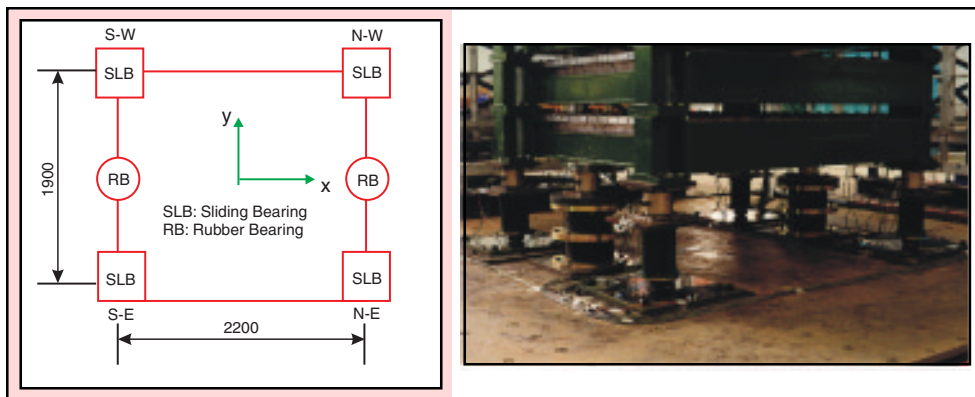 S-W
N-W
SLB
SLB
y
1900
RB
RB
x
SLB: Sliding Bearing
RB: Rubber Bearing
SLB
SLB
S-E
N-E
2200